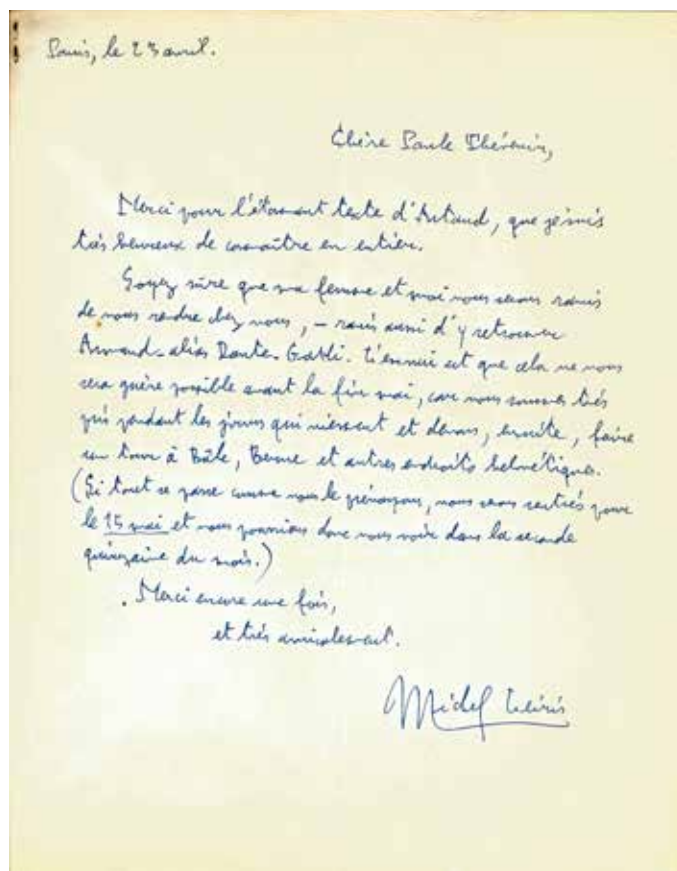 Paris, le 23 avril.
Chère Paule Thévenin,
Merci pour l'étonnant texte d'Artaud, que je suis
très heureux de connaître en entier.
Soyez sûre que ma femme et moi nous serons ravis
de nous rendre chez vous, – ravis aussi d'y retrouver
Armand-alias Dante-Gatti. L'ennui est que cela ne nous
sera guère possible avant la fin mai, car nous sommes très
pris pendant les jours qui viennent et devons, ensuite, faire
un tour à Bâle, Berne et autres endroits helvétiques.
(Si tout se passe comme nous le prévoyons, nous serons rentrés pour
le 15 mai et nous pourrions donc nous voir dans la seconde
quinzaine du mois.)
Merci encore une fois,
et très amicalement.
Michel Leiris